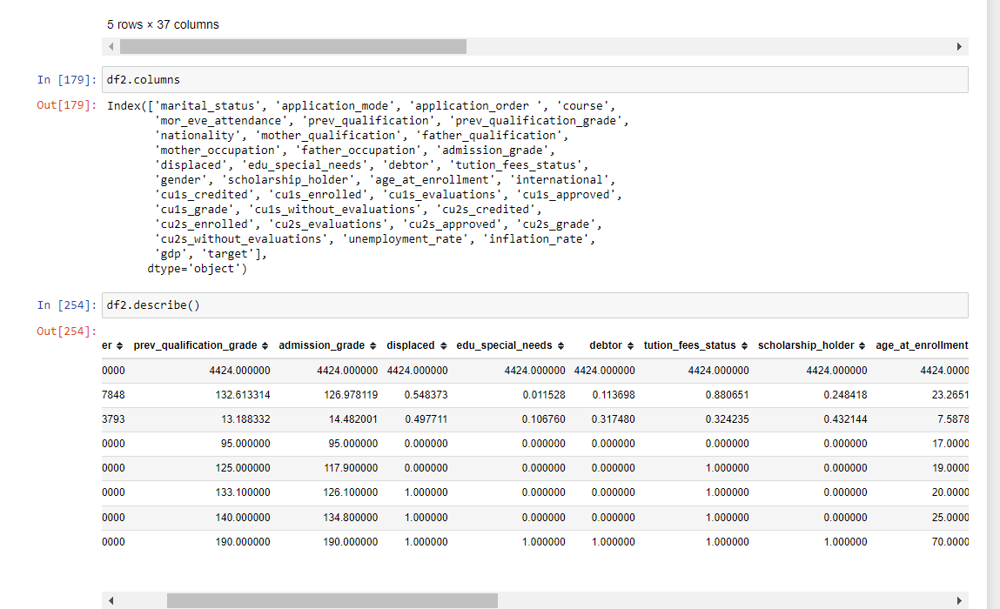 5 rows × 37 columns
In [179]: df2.columns
Out[179]: Index(['marital_status', 'application_mode', 'application_order ', 'course',
'mor_eve_attendance', 'prev_qualification', 'prev_qualification_grade',
'nationality', 'mother_qualification', 'father_qualification',
'mother_occupation', 'father_occupation', 'admission_grade',
'displaced', 'edu_special_needs', 'debtor', 'tution_fees_status',
'gender', 'scholarship_holder', 'age_at_enrollment', 'international',
'cu1s_credited', 'cu1s_enrolled', 'cu1s_evaluations', 'cu1s_approved',
'cu1s_grade', 'cu1s_without_evaluations', 'cu2s_credited',
'cu2s_enrolled', 'cu2s_evaluations', 'cu2s_approved', 'cu2s_grade',
'cu2s_without_evaluations', 'unemployment_rate', 'inflation_rate',
'gdp', 'target'],
dtype='object')
In [254]: df2.describe()
Out[254]:
er prev_qualification_grade admission_grade displaced edu_special_needs debtor tution_fees_status scholarship_holder age_at_enrollment
0000 4424.000000 4424.000000 4424.000000 4424.000000 4424.000000 4424.000000 4424.000000 4424.0000
7848 132.613314 126.978119 0.548373 0.011528 0.113698 0.880651 0.248418 23.2651
3793 13.188332 14.482001 0.497711 0.106760 0.317480 0.324235 0.432144 7.5878
0000 95.000000 95.000000 0.000000 0.000000 0.000000 0.000000 0.000000 17.0000
0000 125.000000 117.900000 0.000000 0.000000 0.000000 1.000000 0.000000 19.0000
0000 133.100000 126.100000 1.000000 0.000000 0.000000 1.000000 0.000000 20.0000
0000 140.000000 134.800000 1.000000 0.000000 0.000000 1.000000 0.000000 25.0000
0000 190.000000 190.000000 1.000000 1.000000 1.000000 1.000000 1.000000 70.0000